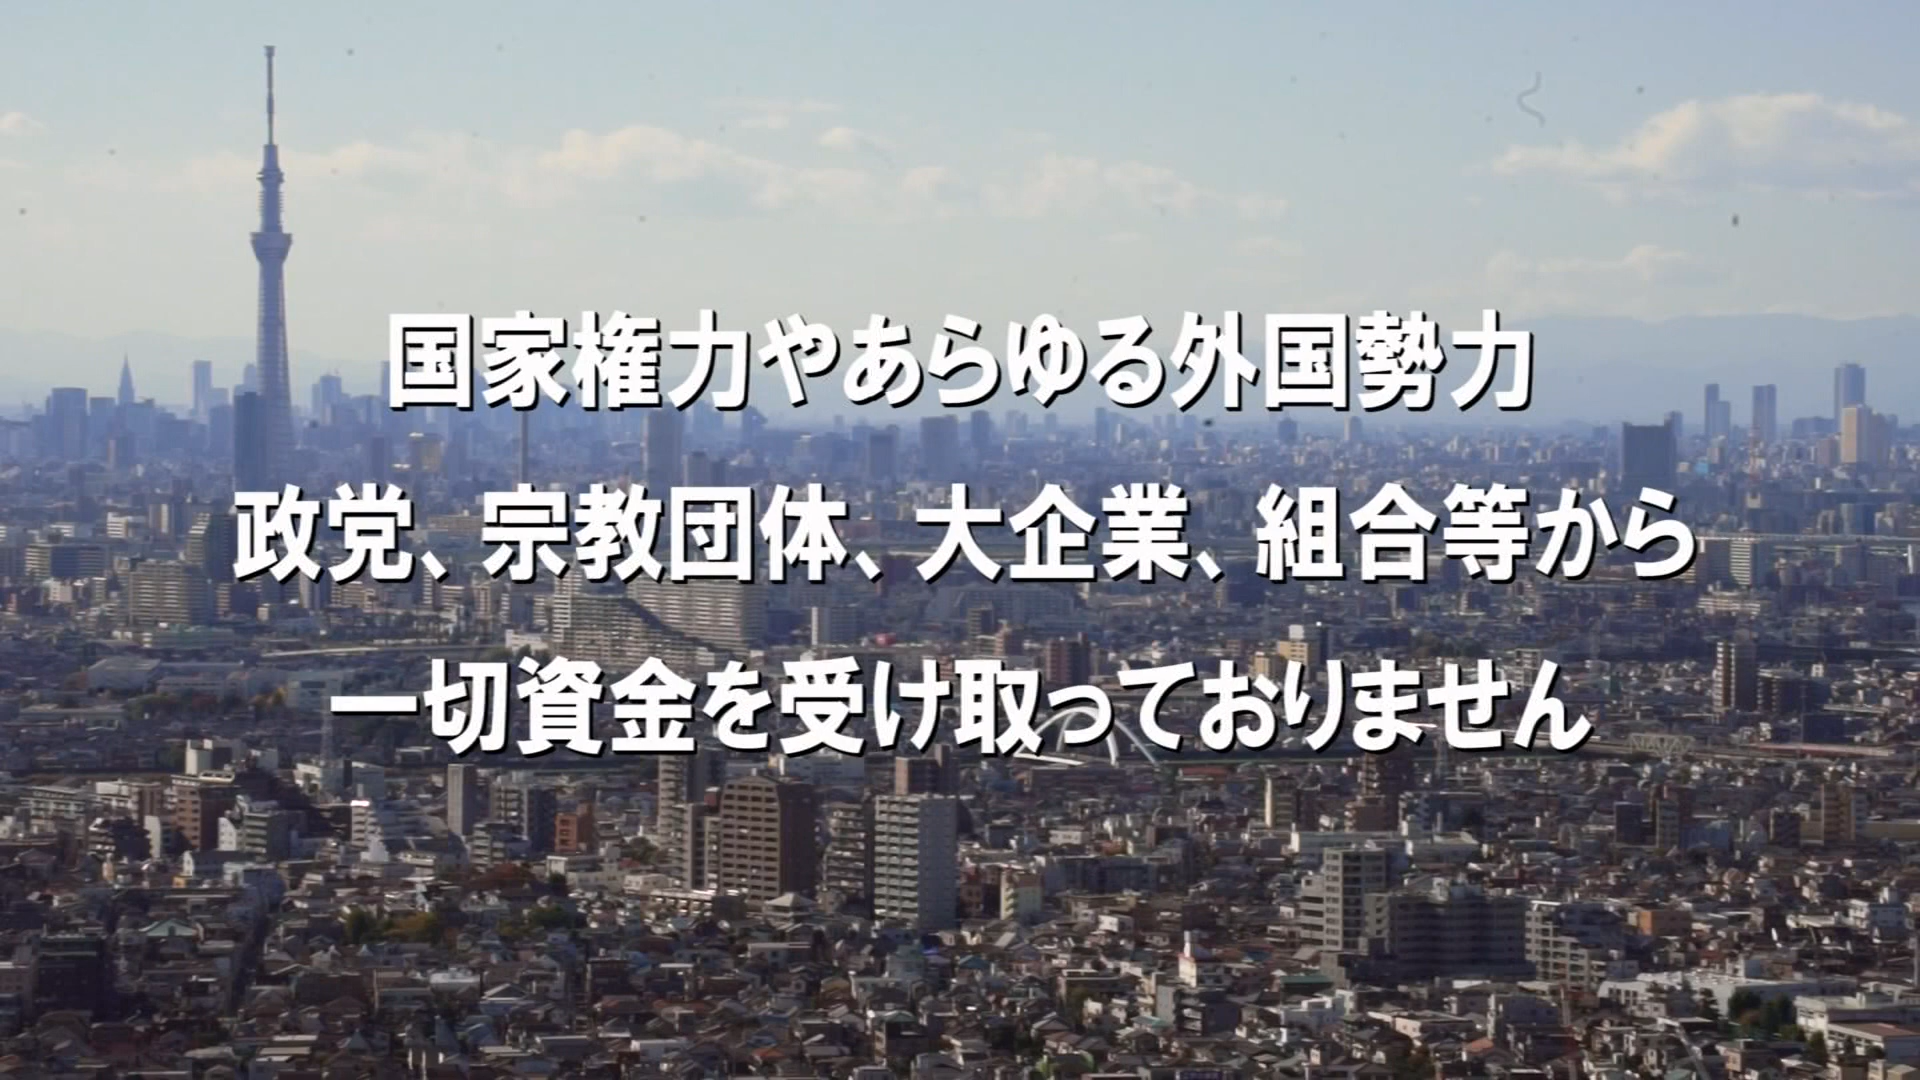 国家権力やあらゆる外国勢力
政党、宗教団体、大企業、組合等から
一切資金を受け取っておりません